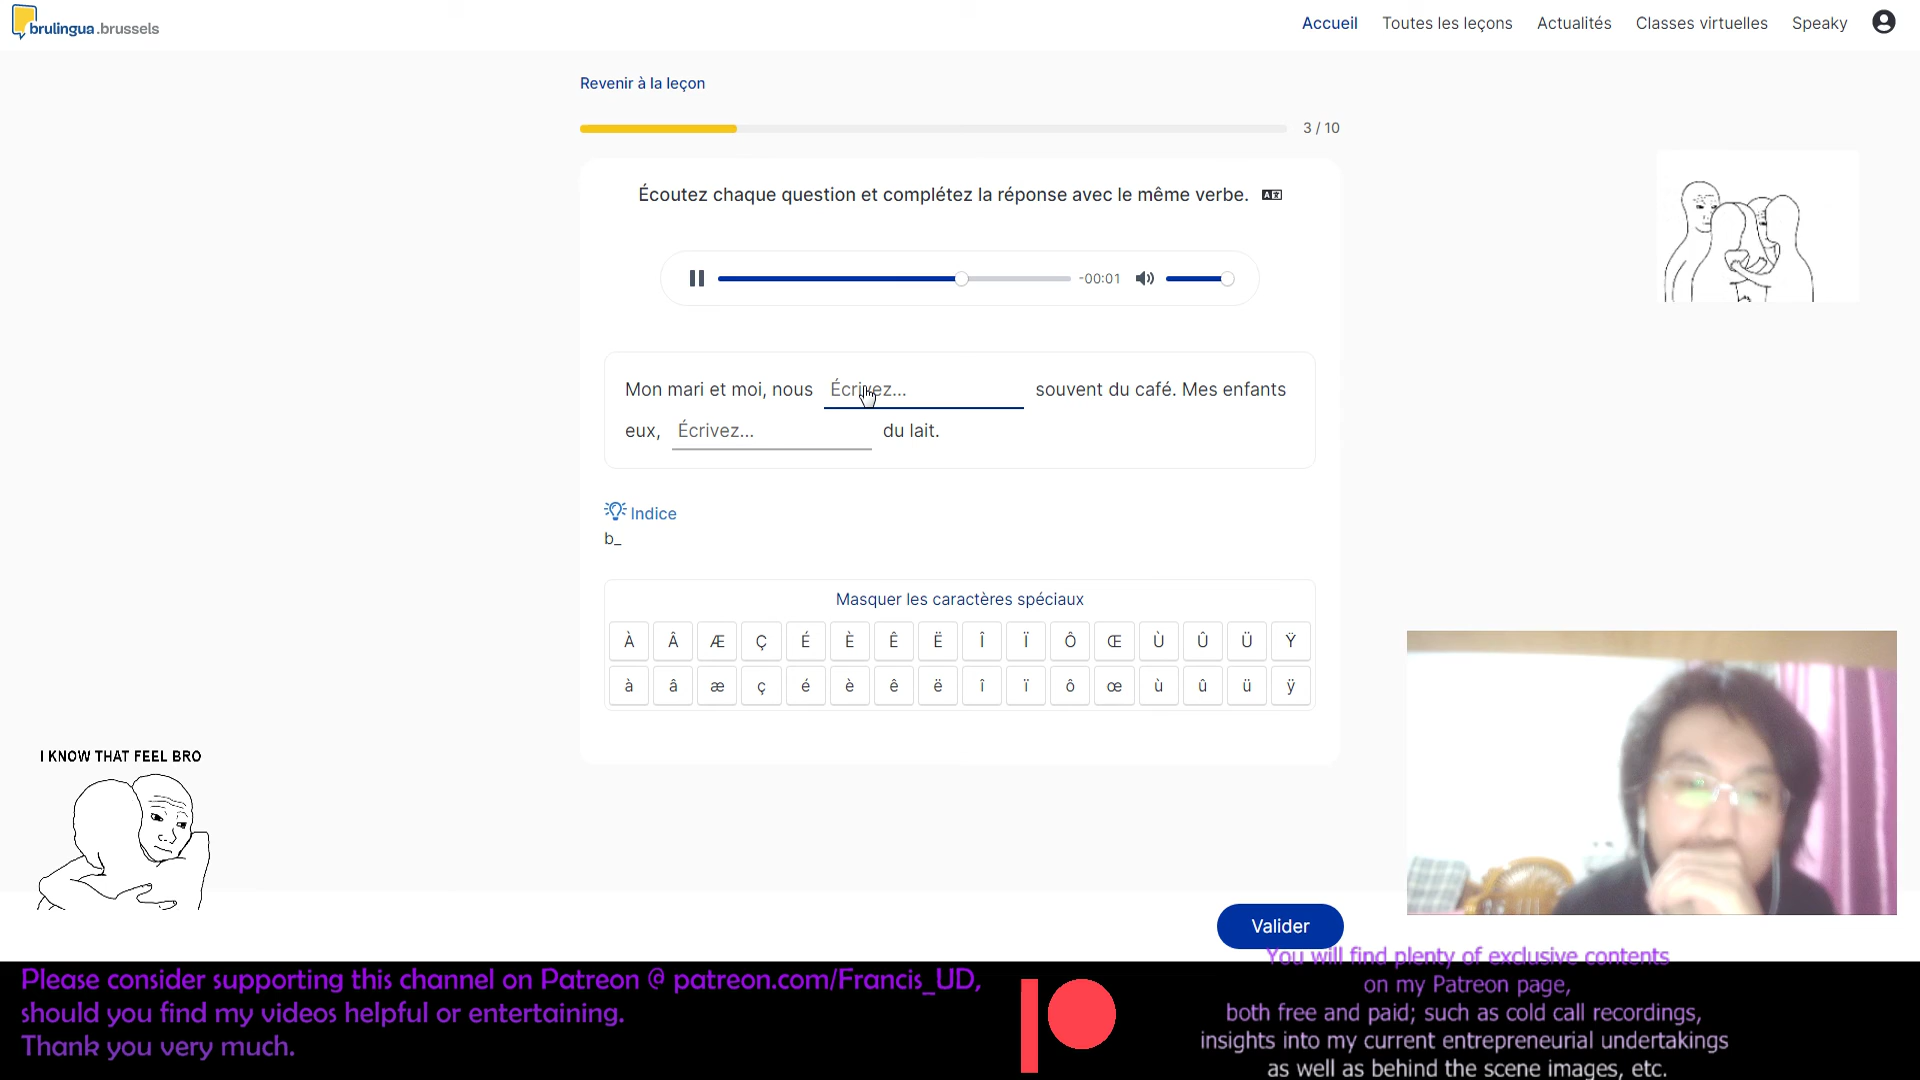 brulingua.brussels
Accueil
Toutes les leçons
Actualités
Classes virtuelles
Speaky
Revenir à la leçon
3 / 10
Écoutez chaque question et complétez la réponse avec le même verbe.
-00:01
Mon mari et moi, nous Écrivez... souvent du café. Mes enfants
eux, Écrivez... du lait.
Indice
b_
Masquer les caractères spéciaux
À Â Æ Ç É È Ê Ë Î Ï Ô Œ Ù Û Ü Ÿ
à â æ ç é è ê ë î ï ô œ ù û ü ÿ
I KNOW THAT FEEL BRO
Valider
Please consider supporting this channel on Patreon @ patreon.com/Francis_UD,
should you find my videos helpful or entertaining.
Thank you very much.
You will find plenty of exclusive contents
on my Patreon page,
both free and paid; such as cold call recordings,
insights into my current entrepreneurial undertakings
as well as behind the scene images, etc.